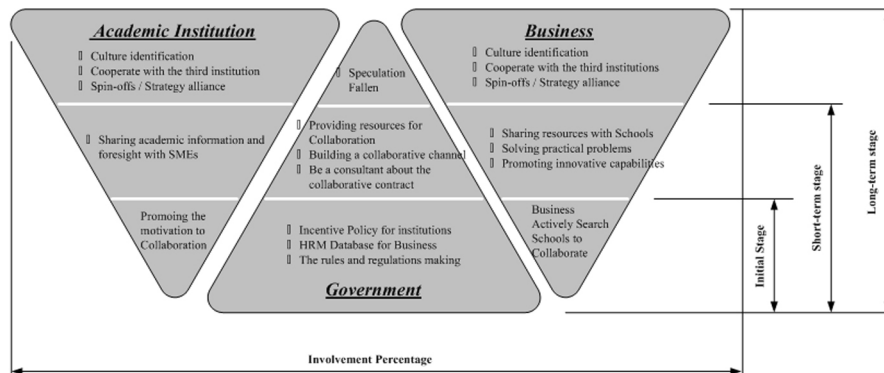 Academic Institution
Culture identification
Cooperate with the third institution
Spin-offs / Strategy alliance
Sharing academic information and
foresight with SMEs
Promoing the
motivation to
Collaboration
Speculation
Fallen
Providing resources for
Collaboration
Building a collaborative channel
Be a consultant about the
collaborative contract
Incentive Policy for institutions
HRM Database for Business
The rules and regulations making
Government
Business
Culture identification
Cooperate with the third institutions
Spin-offs / Strategy alliance
Sharing resources with Schools
Solving practical problems
Promoting innovative capabilities
Business
Actively Search
Schools to
Collaborate
Initial Stage
Short-term stage
Long-term stage
Involvement Percentage